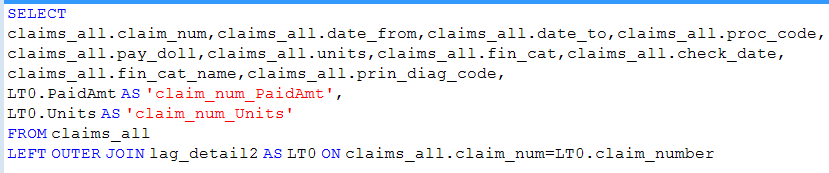 SELECT
claims_all.claim_num,claims_all.date_from,claims_all.date_to,claims_all.proc_code,
claims_all.pay_doll,claims_all.units,claims_all.fin_cat,claims_all.check_date,
claims_all.fin_cat_name,claims_all.prin_diag_code,
LT0.PaidAmt AS 'claim_num_PaidAmt',
LT0.Units AS 'claim_num_Units'
FROM claims_all
LEFT OUTER JOIN lag_detail2 AS LT0 ON claims_all.claim_num=LT0.claim_number